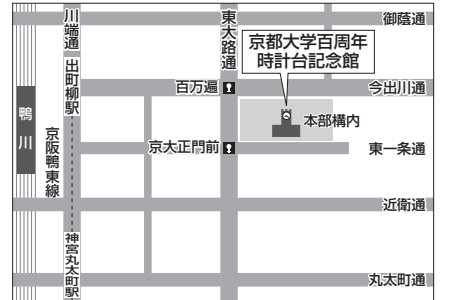 川端通
東大路通
御蔭通
京都大学百周年
時計台記念館
出町柳駅
百万遍
今出川通
鴨川
本部構内
京阪鴨東線
京大正門前
東一条通
近衛通
神宮丸太町駅
丸太町通